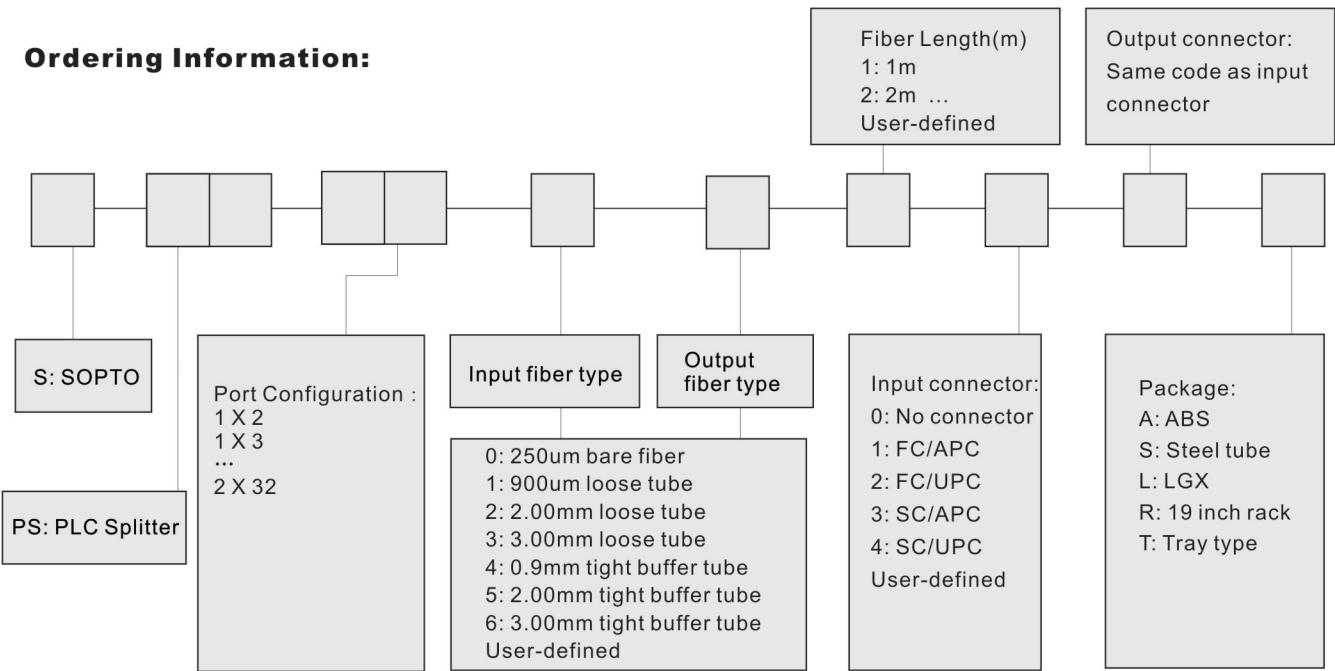 Ordering Information:
Fiber Length(m)
1: 1m
2: 2m ...
User-defined
Output connector:
Same code as input
connector
S: SOPTO
PS: PLC Splitter
Port Configuration :
1 X 2
1 X 3
...
2 X 32
Input fiber type
Output
fiber type
0: 250um bare fiber
1: 900um loose tube
2: 2.00mm loose tube
3: 3.00mm loose tube
4: 0.9mm tight buffer tube
5: 2.00mm tight buffer tube
6: 3.00mm tight buffer tube
User-defined
Input connector:
0: No connector
1: FC/APC
2: FC/UPC
3: SC/APC
4: SC/UPC
User-defined
Package:
A: ABS
S: Steel tube
L: LGX
R: 19 inch rack
T: Tray type